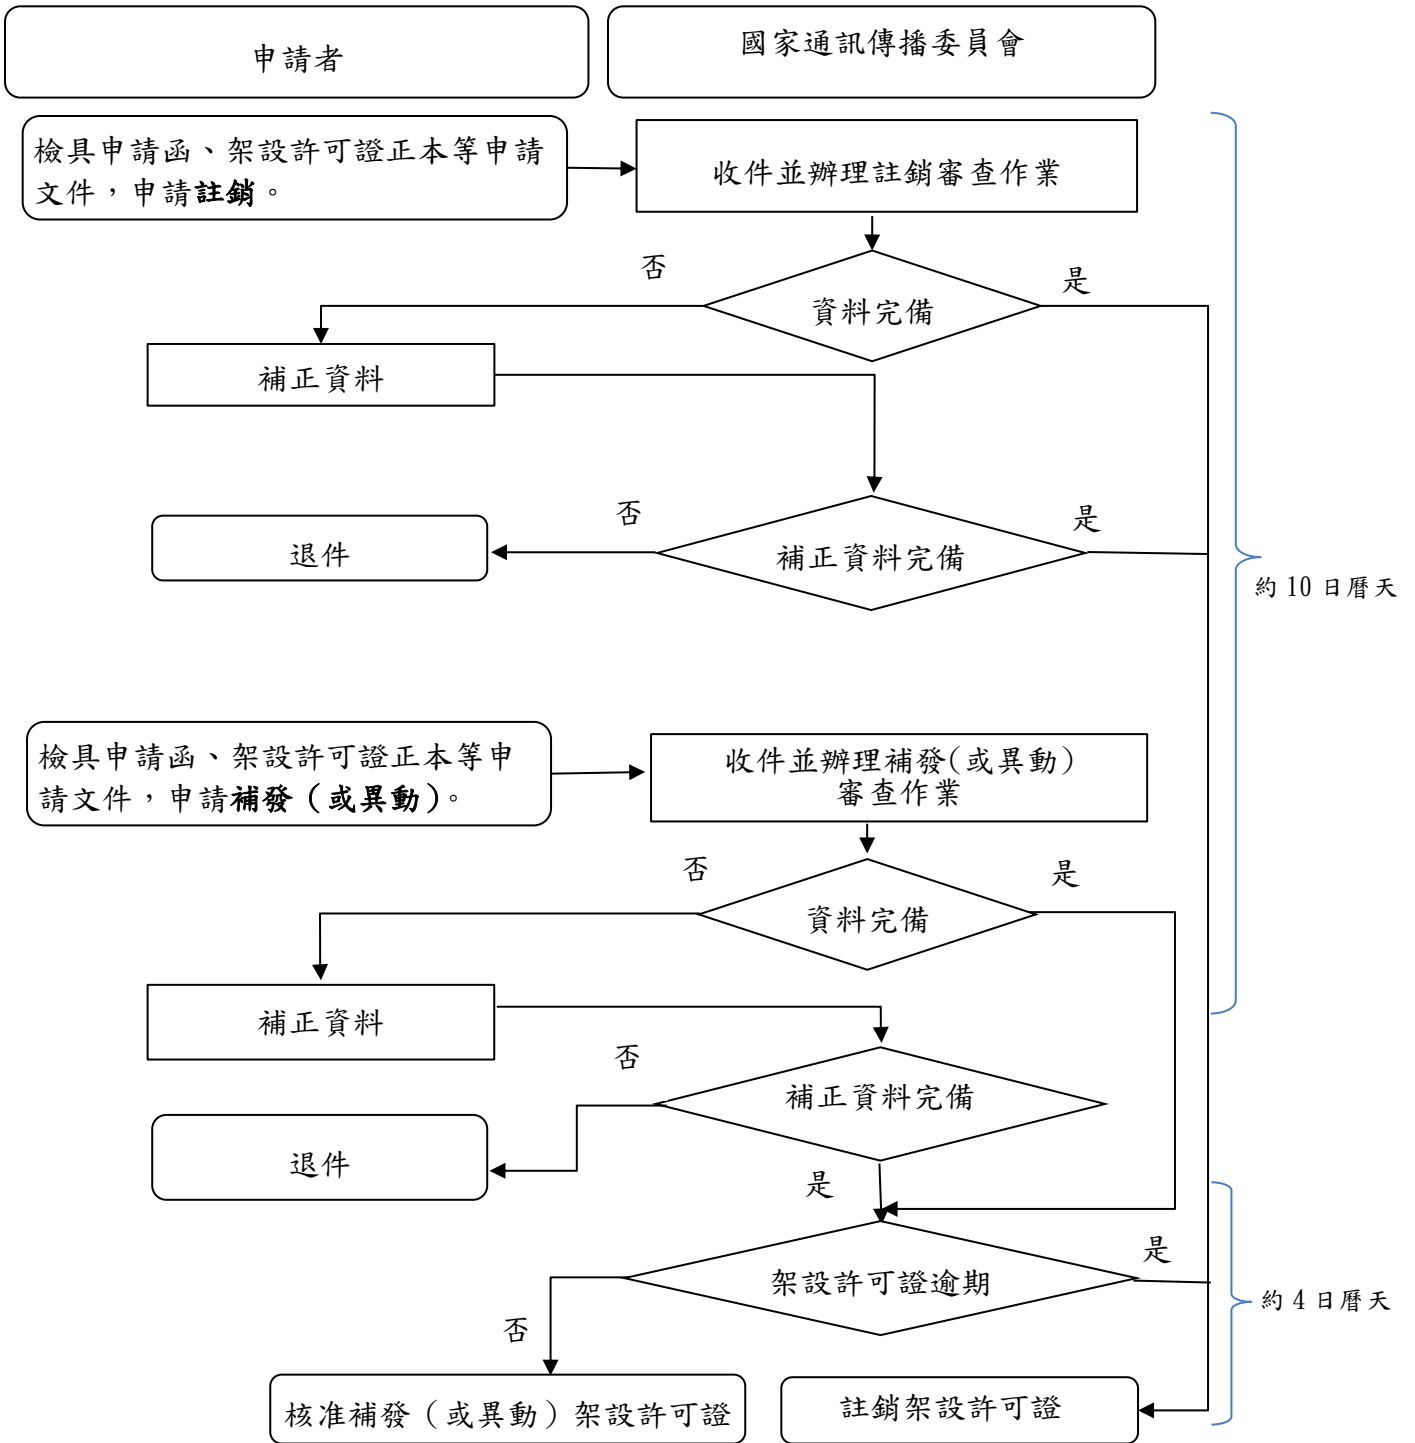 申請者
國家通訊傳播委員會
檢具申請函、架設許可證正本等申請
文件，申請註銷。
收件並辦理註銷審查作業
否
是
資料完備
補正資料
否
是
退件
補正資料完備
約 10 日曆天
檢具申請函、架設許可證正本等申
請文件，申請補發（或異動）。
收件並辦理補發(或異動)
審查作業
否
是
資料完備
補正資料
否
補正資料完備
退件
是
是
架設許可證逾期
約 4 日曆天
否
核准補發（或異動）架設許可證
註銷架設許可證